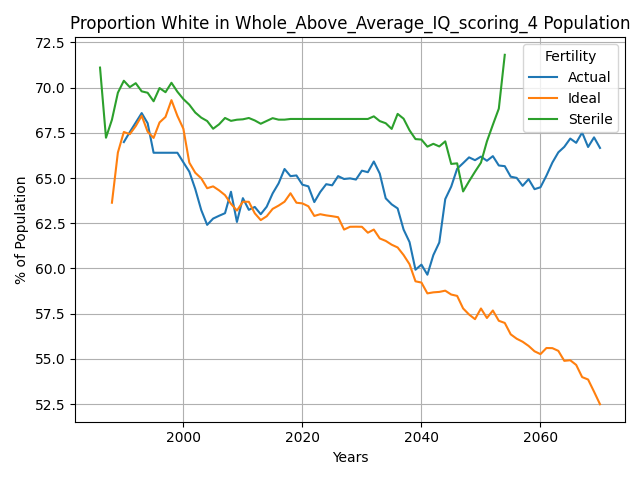 Proportion White in Whole_Above_Average_IQ_scoring_4 Population
72.5
70.0
67.5
65.0
62.5
60.0
57.5
55.0
52.5
% of Population
Fertility
Actual
Ideal
Sterile
2000
2020
2040
2060
Years